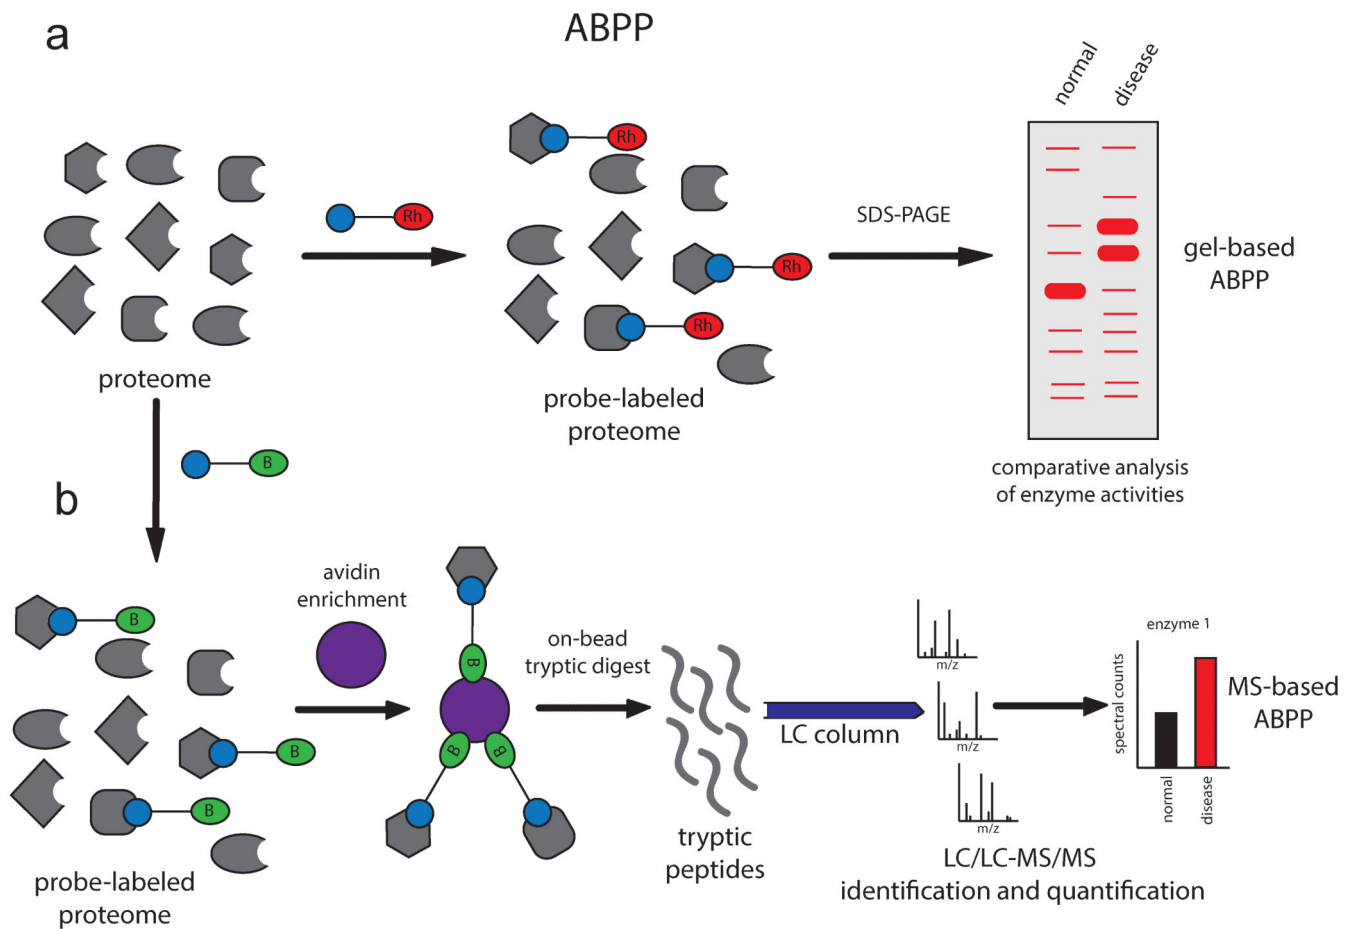 a
ABPP
normal
disease
Rh
Rh
Rh
Rh
SDS-PAGE
gel-based
ABPP
proteome
probe-labeled
proteome
comparative analysis
of enzyme activities
B
b
avidin
enrichment
B
B
B
B
B
B
on-bead
tryptic digest
probe-labeled
proteome
tryptic
peptides
LC column
m/z
m/z
m/z
LC/LC-MS/MS
identification and quantification
enzyme 1
spectral counts
normal
disease
MS-based
ABPP